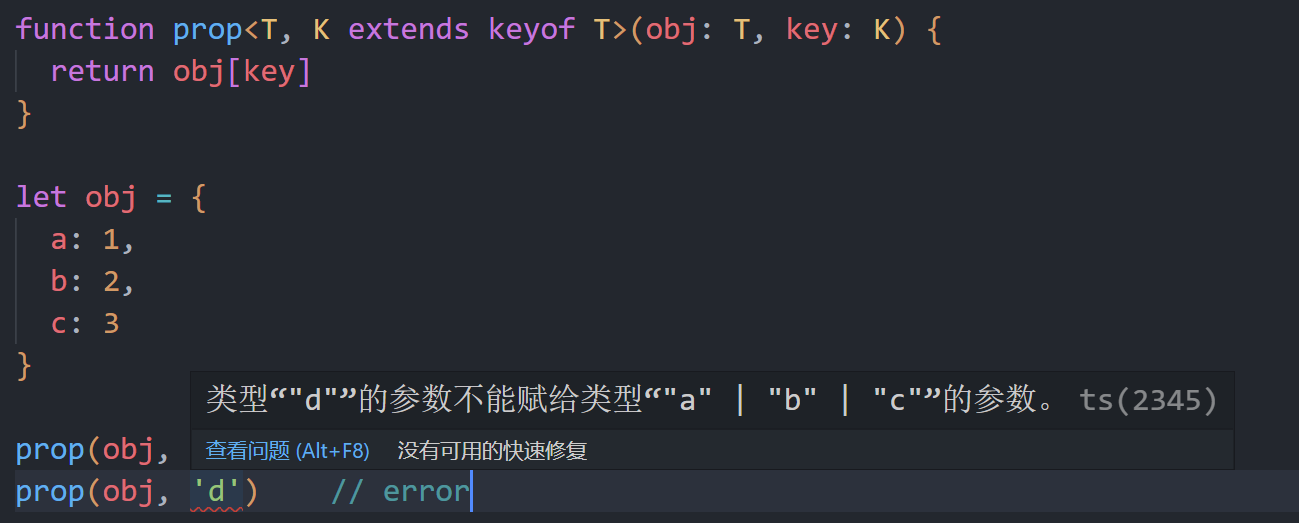 function prop<T, K extends keyof T>(obj: T, key: K) {
  return obj[key]
}
let obj = {
  a: 1,
  b: 2,
  c: 3
}
类型“"d"”的参数不能赋给类型“"a" | "b" | "c"”的参数。 ts(2345)
查看问题 (Alt+F8) 没有可用的快速修复
prop(obj,
prop(obj, 'd')    // error